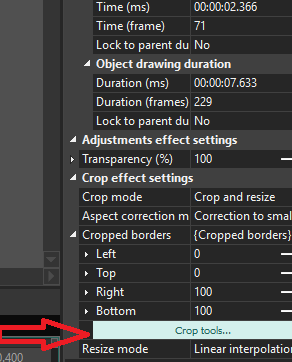 Time (ms) 00:00:02.366
Time (frame) 71
Lock to parent du No
Object drawing duration
Duration (ms) 00:00:07.633
Duration (frames) 229
Lock to parent du No
Adjustments effect settings
Transparency (%) 100
Crop effect settings
Crop mode Crop and resize
Aspect correction m Correction to smal
Cropped borders {Cropped borders}
Left 0
Top 0
Right 100
Bottom 100
Crop tools...
Resize mode Linear interpolation
0.400